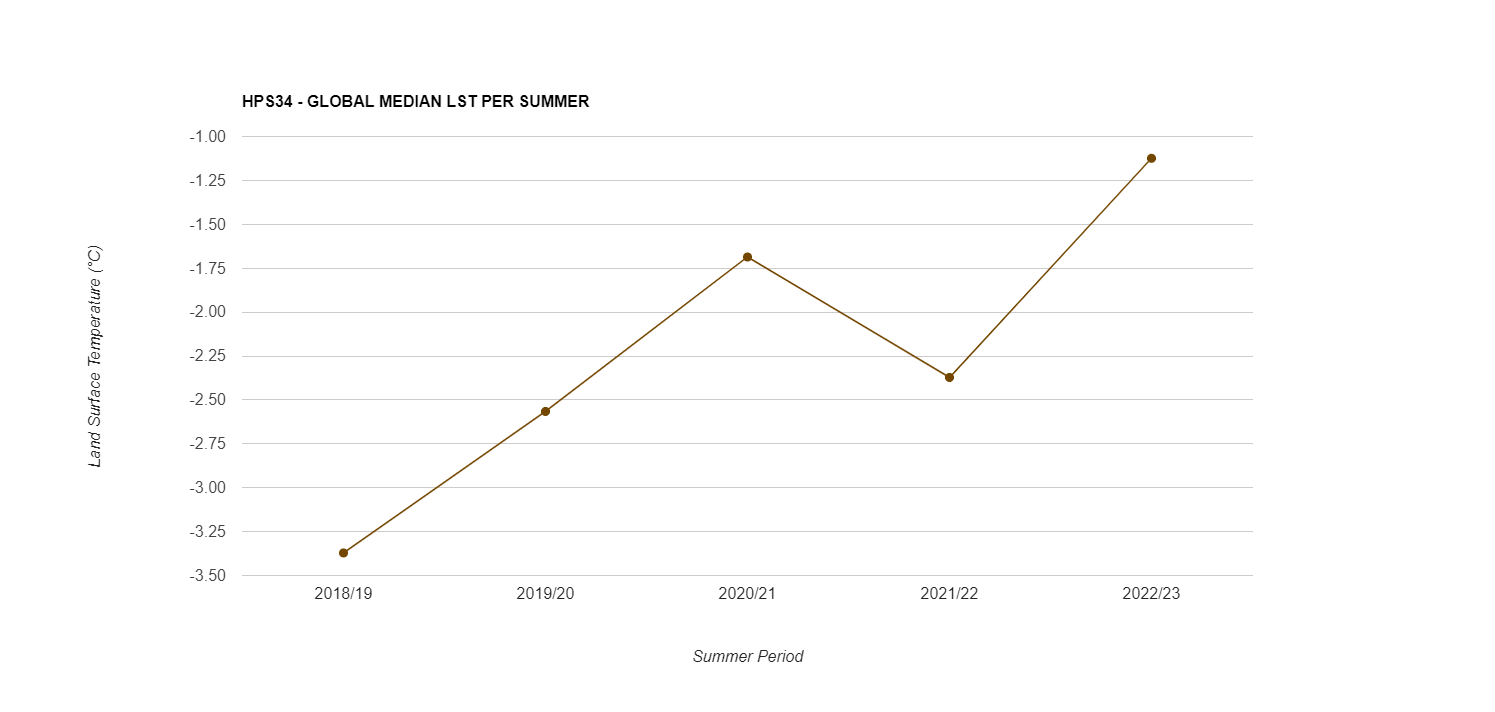 HPS34 - GLOBAL MEDIAN LST PER SUMMER
-1.00
-1.25
-1.50
-1.75
-2.00
-2.25
-2.50
-2.75
-3.00
-3.25
-3.50
Land Surface Temperature (°C)
2018/19 2019/20 2020/21 2021/22 2022/23
Summer Period